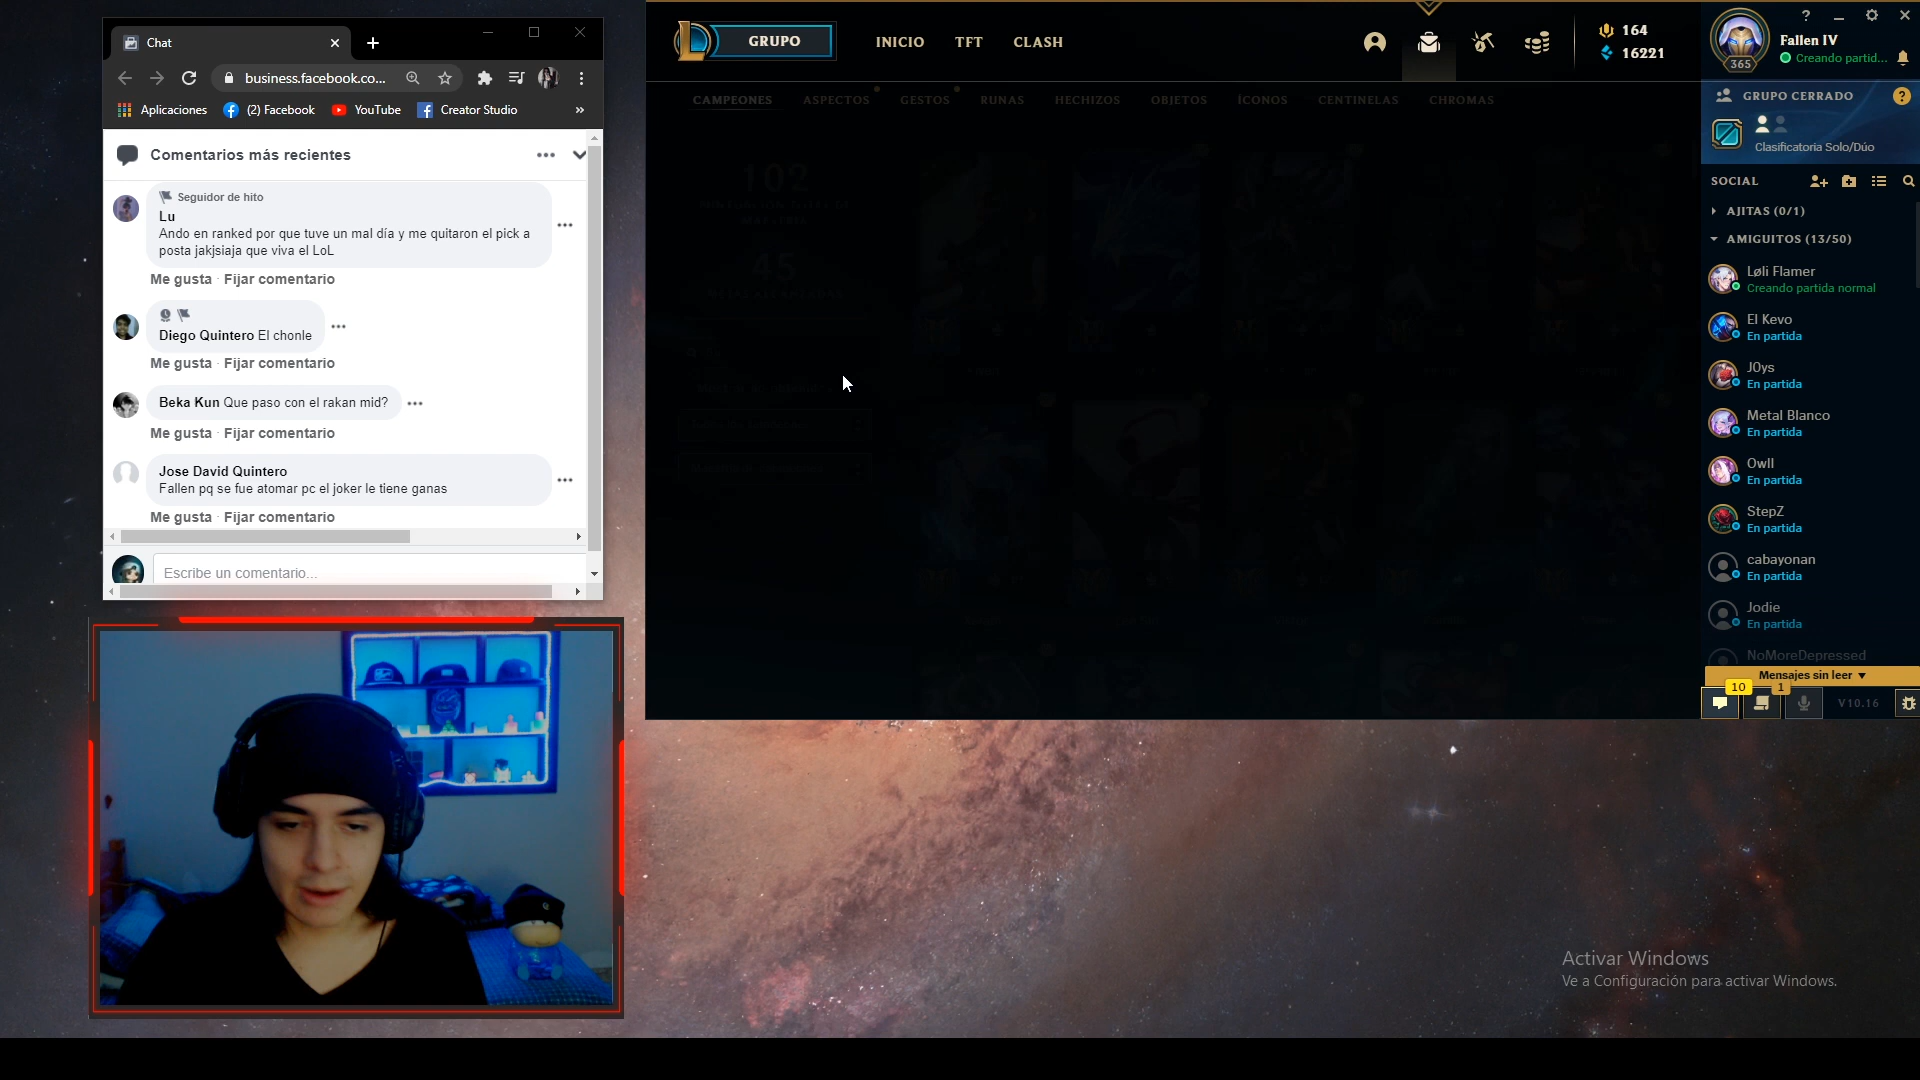 Chat
business.facebook.co...
Aplicaciones
(2) Facebook
YouTube
Creator Studio
»
Comentarios más recientes
Seguidor de hito
Lu
Ando en ranked por que tuve un mal día y me quitaron el pick a
posta jakjsiaja que viva el LoL
Me gusta · Fijar comentario
Diego Quintero El chonle
Me gusta · Fijar comentario
Beka Kun Que paso con el rakan mid?
Me gusta · Fijar comentario
Jose David Quintero
Fallen pq se fue atomar pc el joker le tiene ganas
Me gusta · Fijar comentario
Escribe un comentario...
GRUPO
INICIO
TFT
CLASH
164
16221
CAMPEONES
ASPECTOS
GESTOS
RUNAS
HECHIZOS
OBJETOS
ÍCONOS
CENTINELAS
CHROMAS
102
45
365
Fallen IV
Creando partid...
GRUPO CERRADO
Clasificatoria Solo/Dúo
SOCIAL
AJITAS (0/1)
AMIGUITOS (13/50)
Løli Flamer
Creando partida normal
El Kevo
En partida
J0ys
En partida
Metal Blanco
En partida
Owll
En partida
StepZ
En partida
cabayonan
En partida
Jodie
En partida
NoMoreDepressed
Mensajes sin leer
10
1
V10.16
Activar Windows
Ve a Configuración para activar Windows.